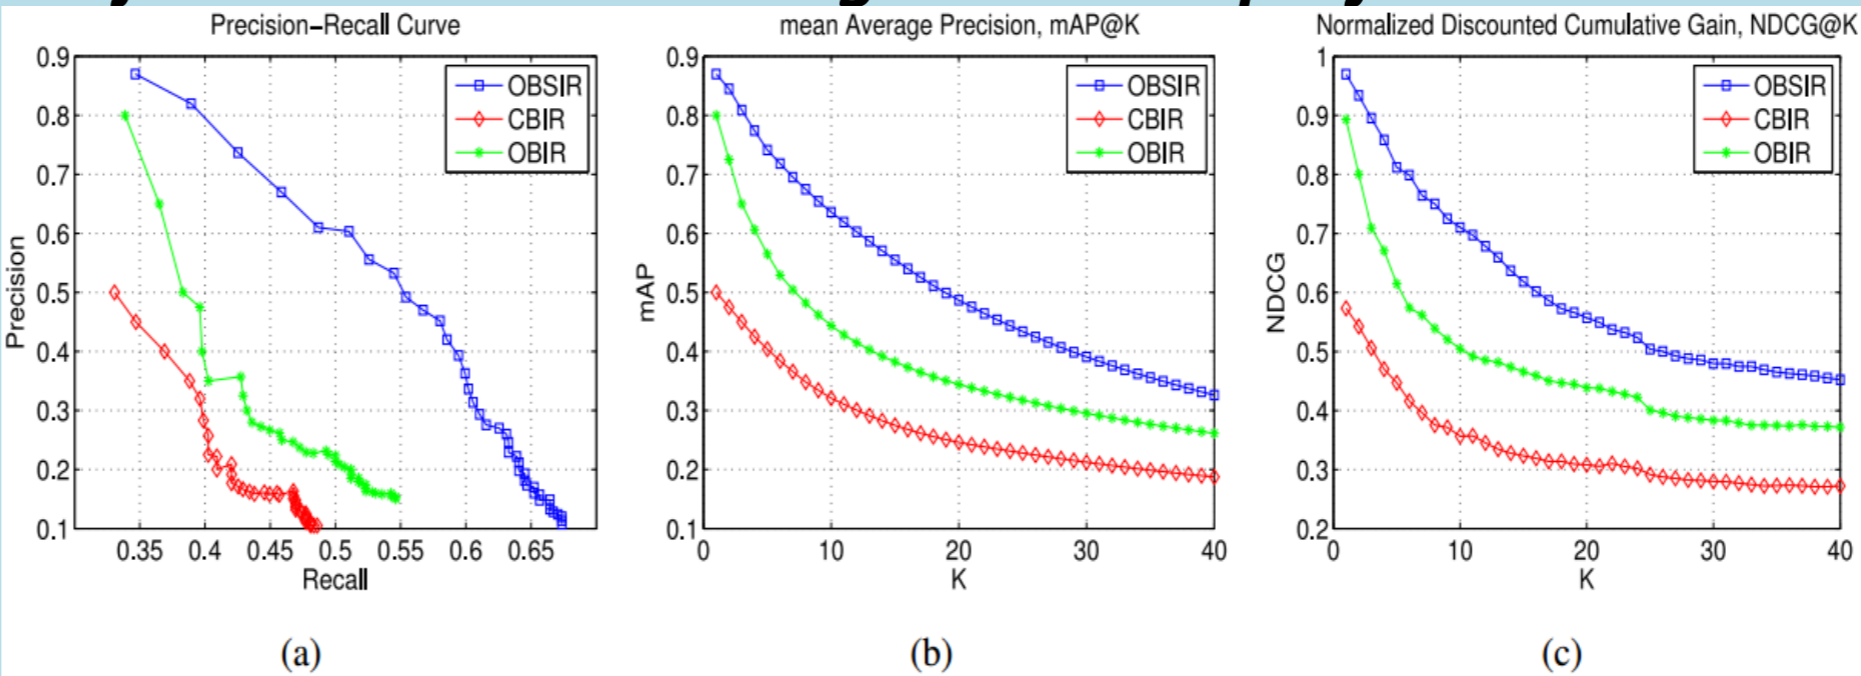 Precision-Recall Curve
0.9
0.8
0.7
0.6
0.5
0.4
0.3
0.2
0.1
Precision
0.35 0.4 0.45 0.5 0.55 0.6 0.65
Recall
OBSIR
CBIR
OBIR
(a)
mean Average Precision, mAP@K
0.9
0.8
0.7
0.6
0.5
0.4
0.3
0.2
0.1
mAP
0 10 20 30 40
K
OBSIR
CBIR
OBIR
(b)
Normalized Discounted Cumulative Gain, NDCG@K
1
0.9
0.8
0.7
0.6
0.5
0.4
0.3
0.2
NDCG
0 10 20 30 40
K
OBSIR
CBIR
OBIR
(c)